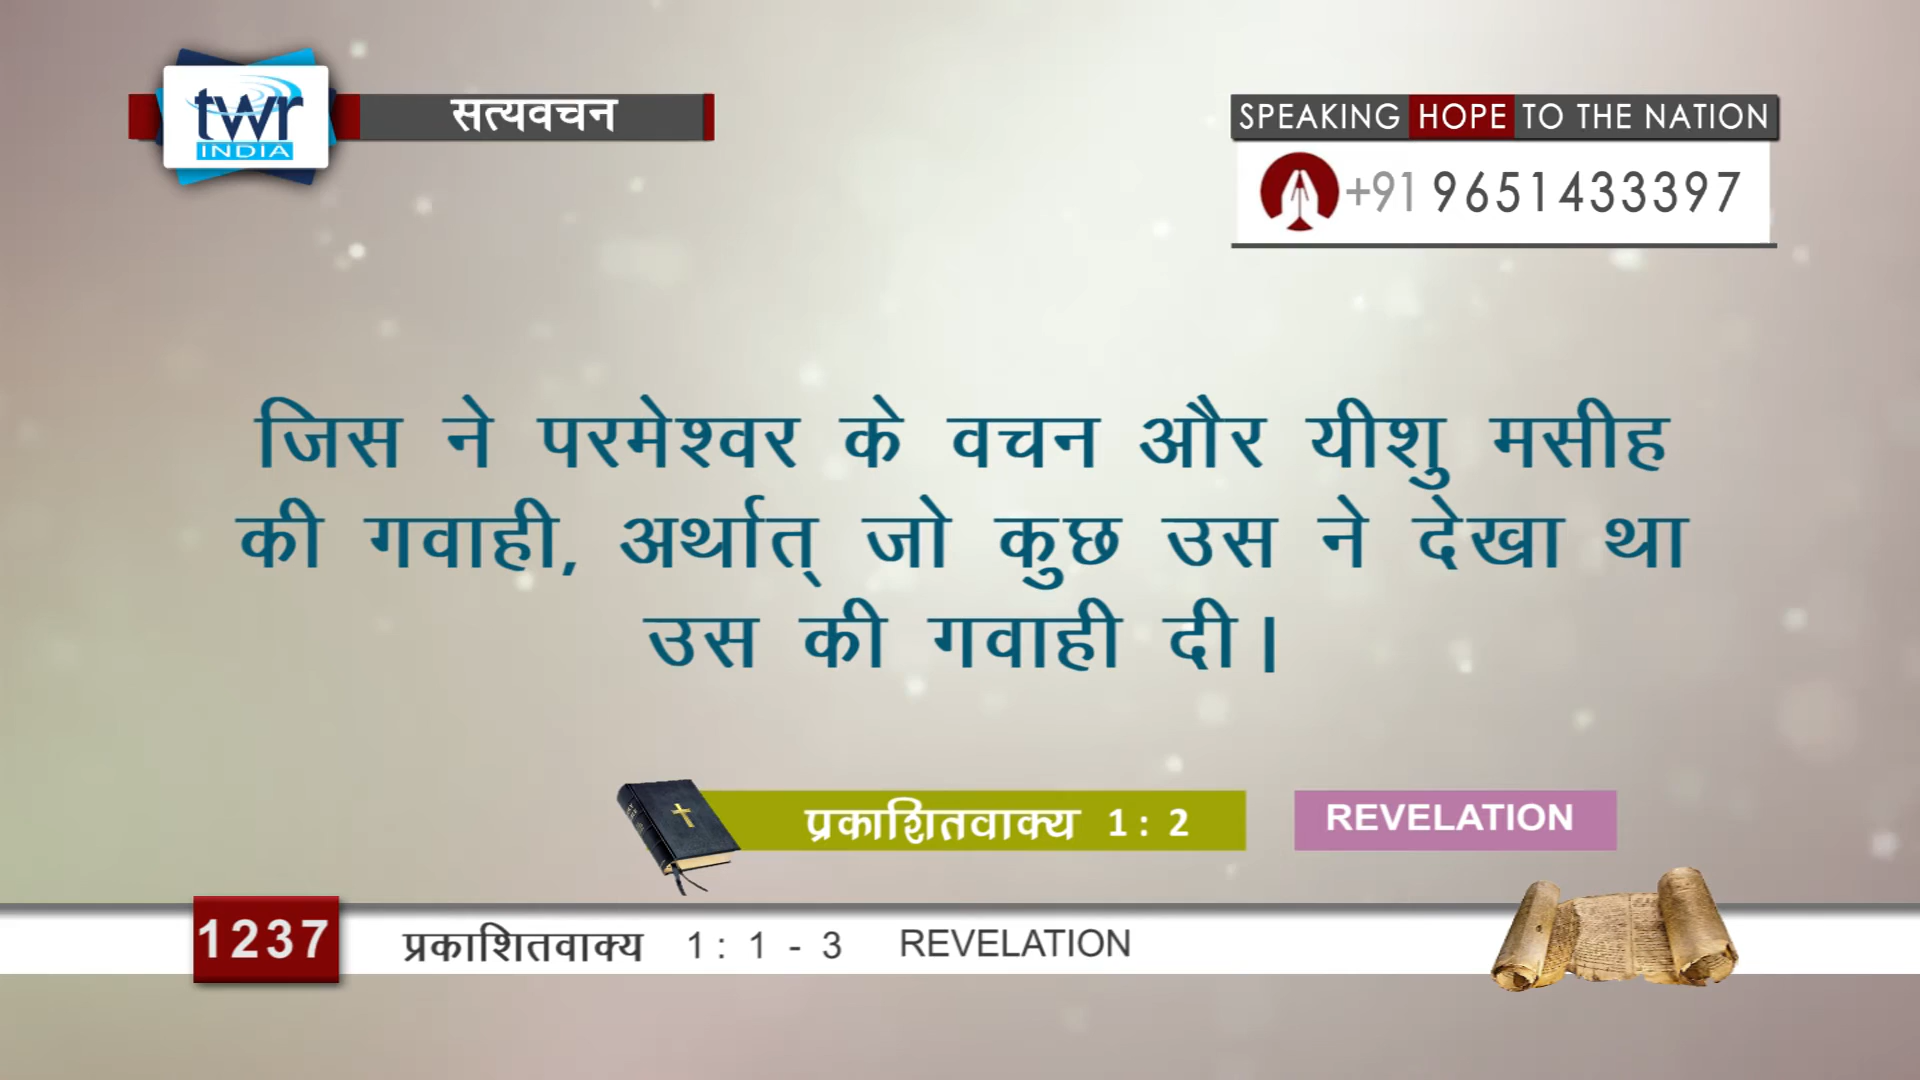 twr
INDIA
सत्यवचन
SPEAKING HOPE TO THE NATION
+91 9651433397
जिस ने परमेश्वर के वचन और यीशु मसीह
की गवाही, अर्थात् जो कुछ उस ने देखा था
उस की गवाही दी।
प्रकाशितवाक्य 1: 2
REVELATION
1237
प्रकाशितवाक्य 1: 1 - 3 REVELATION